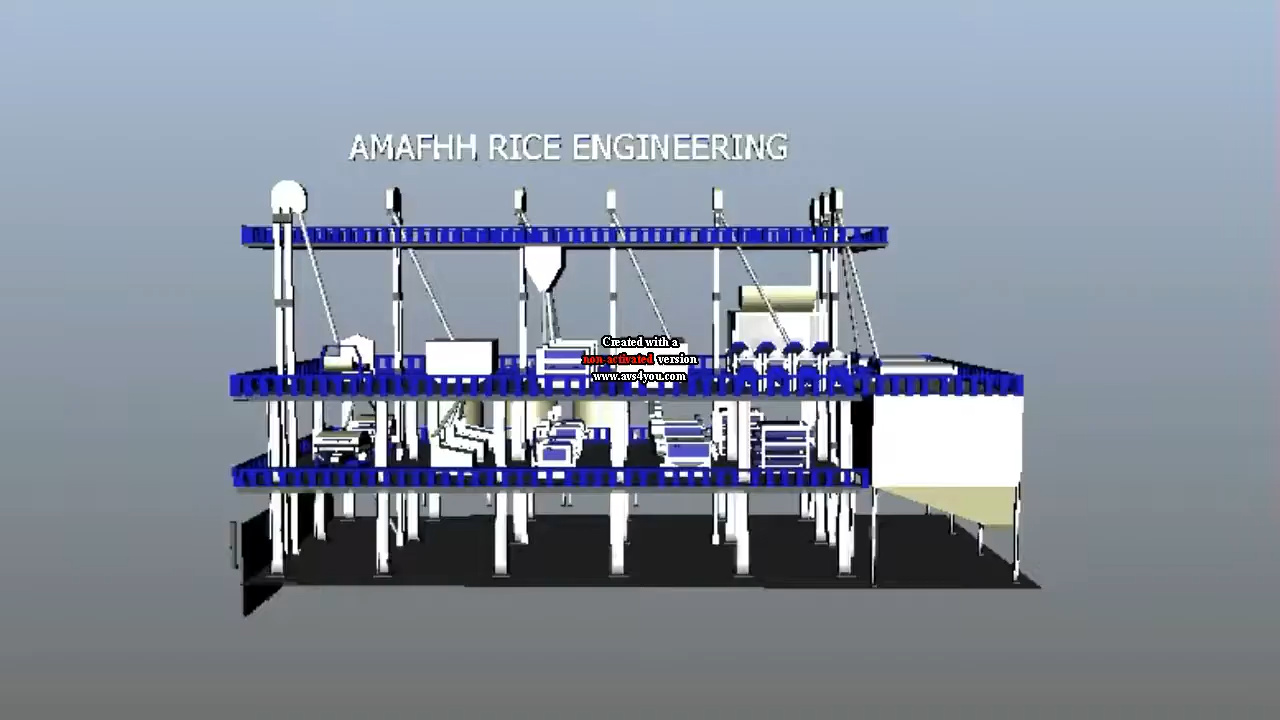 AMAFHH RICE ENGINEERING
Created with a
non-activated version
www.avs4you.com